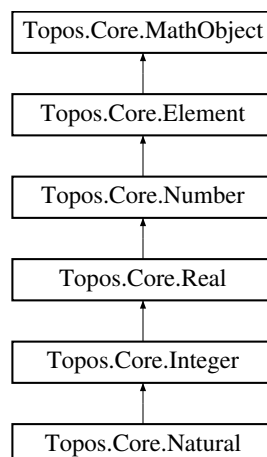 Topos.Core.MathObject
Topos.Core.Element
Topos.Core.Number
Topos.Core.Real
Topos.Core.Integer
Topos.Core.Natural